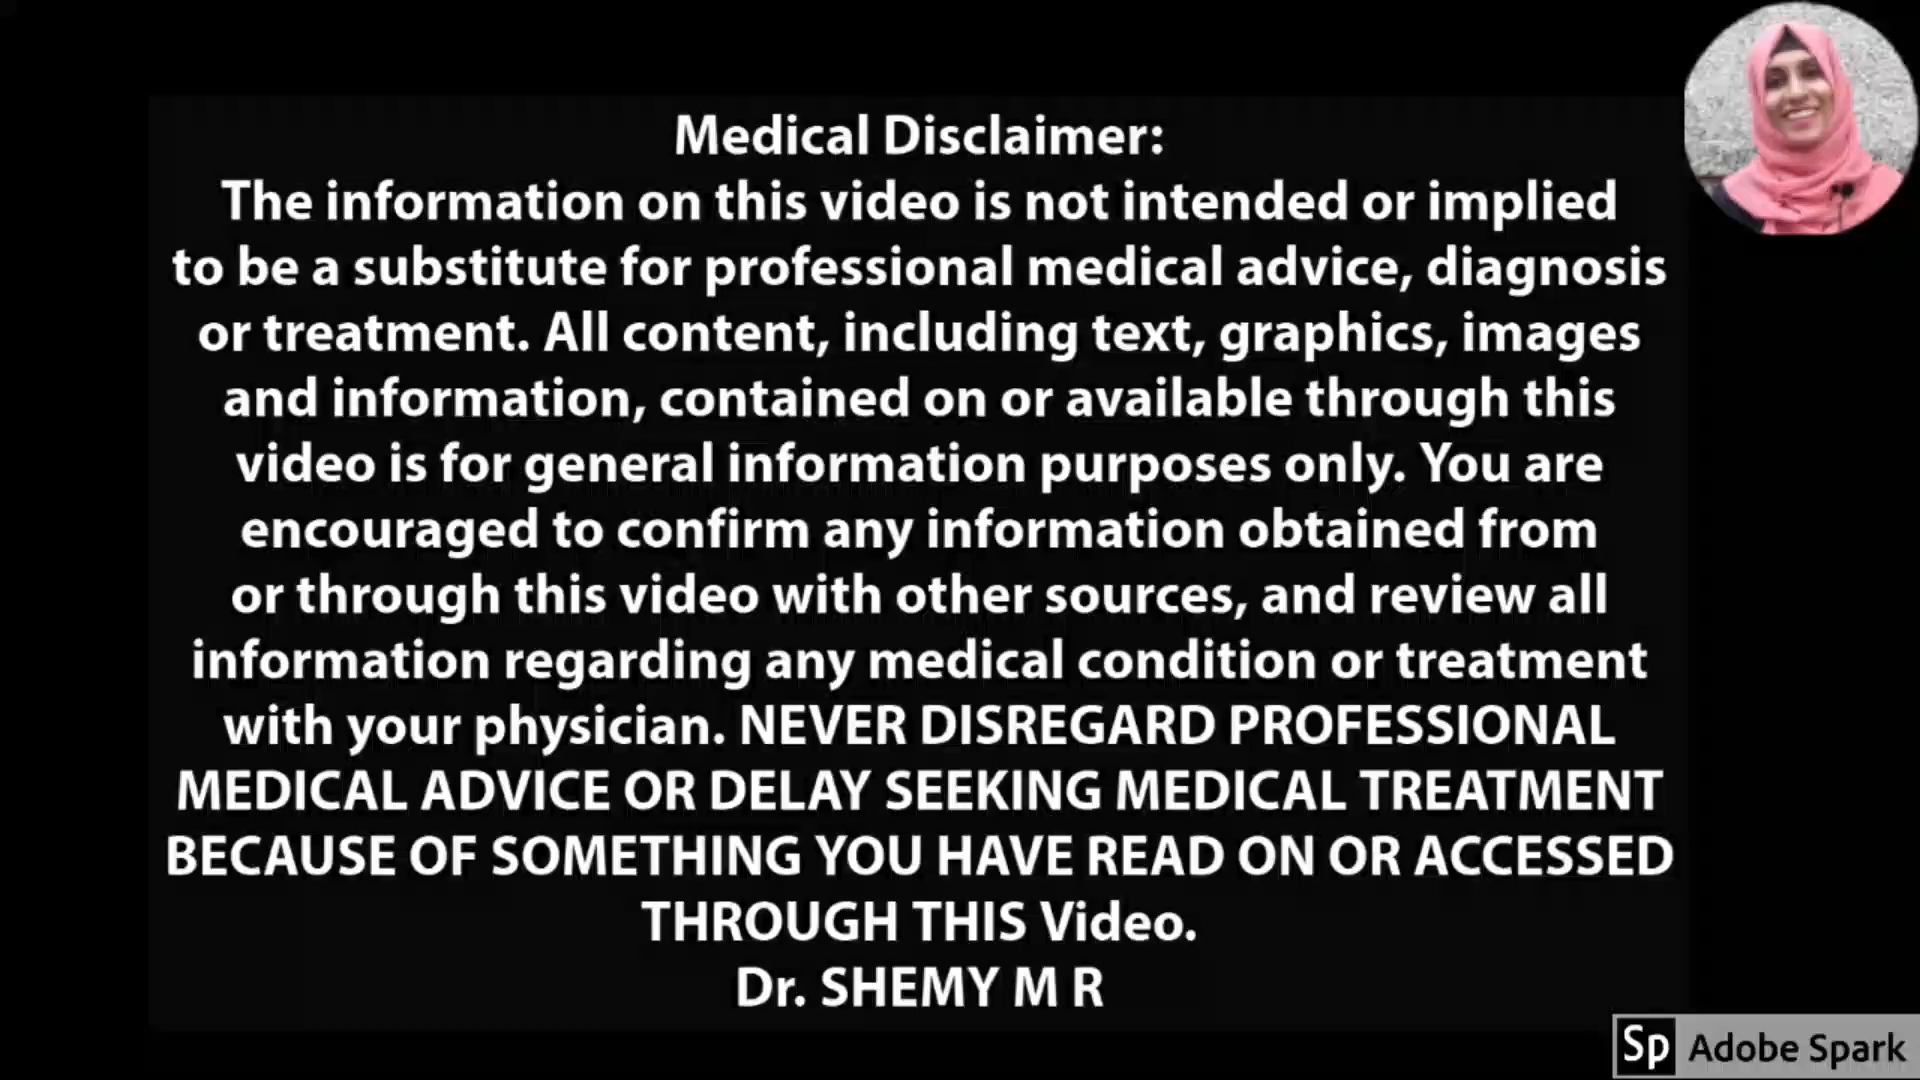 Medical Disclaimer:
The information on this video is not intended or implied
to be a substitute for professional medical advice, diagnosis
or treatment. All content, including text, graphics, images
and information, contained on or available through this
video is for general information purposes only. You are
encouraged to confirm any information obtained from
or through this video with other sources, and review all
information regarding any medical condition or treatment
with your physician. NEVER DISREGARD PROFESSIONAL
MEDICAL ADVICE OR DELAY SEEKING MEDICAL TREATMENT
BECAUSE OF SOMETHING YOU HAVE READ ON OR ACCESSED
THROUGH THIS Video.
Dr. SHEMY M R
Sp Adobe Spark